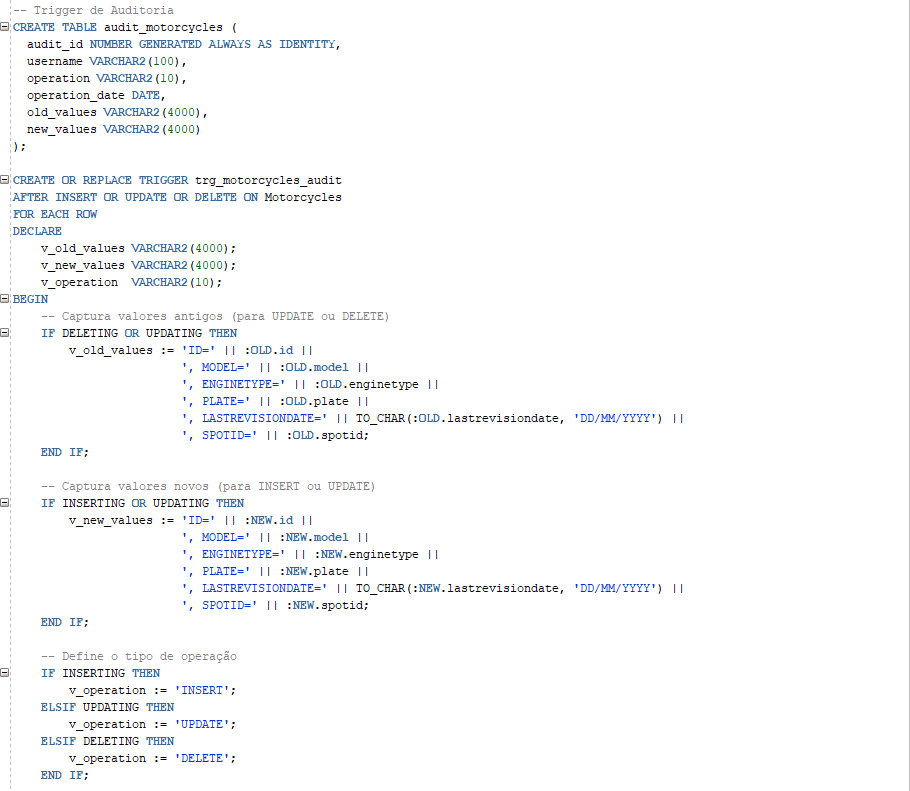 -- Trigger de Auditoria
CREATE TABLE audit_motorcycles (
  audit_id NUMBER GENERATED ALWAYS AS IDENTITY,
  username VARCHAR2(100),
  operation VARCHAR2(10),
  operation_date DATE,
  old_values VARCHAR2(4000),
  new_values VARCHAR2(4000)
);

CREATE OR REPLACE TRIGGER trg_motorcycles_audit
AFTER INSERT OR UPDATE OR DELETE ON Motorcycles
FOR EACH ROW
DECLARE
    v_old_values VARCHAR2(4000);
    v_new_values VARCHAR2(4000);
    v_operation  VARCHAR2(10);
BEGIN
    -- Captura valores antigos (para UPDATE ou DELETE)
    IF DELETING OR UPDATING THEN
        v_old_values := 'ID=' || :OLD.id ||
                        ', MODEL=' || :OLD.model ||
                        ', ENGINETYPE=' || :OLD.enginetype ||
                        ', PLATE=' || :OLD.plate ||
                        ', LASTREVISIONDATE=' || TO_CHAR(:OLD.lastrevisiondate, 'DD/MM/YYYY') ||
                        ', SPOTID=' || :OLD.spotid;
    END IF;

    -- Captura valores novos (para INSERT ou UPDATE)
    IF INSERTING OR UPDATING THEN
        v_new_values := 'ID=' || :NEW.id ||
                        ', MODEL=' || :NEW.model ||
                        ', ENGINETYPE=' || :NEW.enginetype ||
                        ', PLATE=' || :NEW.plate ||
                        ', LASTREVISIONDATE=' || TO_CHAR(:NEW.lastrevisiondate, 'DD/MM/YYYY') ||
                        ', SPOTID=' || :NEW.spotid;
    END IF;

    -- Define o tipo de operação
    IF INSERTING THEN
        v_operation := 'INSERT';
    ELSIF UPDATING THEN
        v_operation := 'UPDATE';
    ELSIF DELETING THEN
        v_operation := 'DELETE';
    END IF;